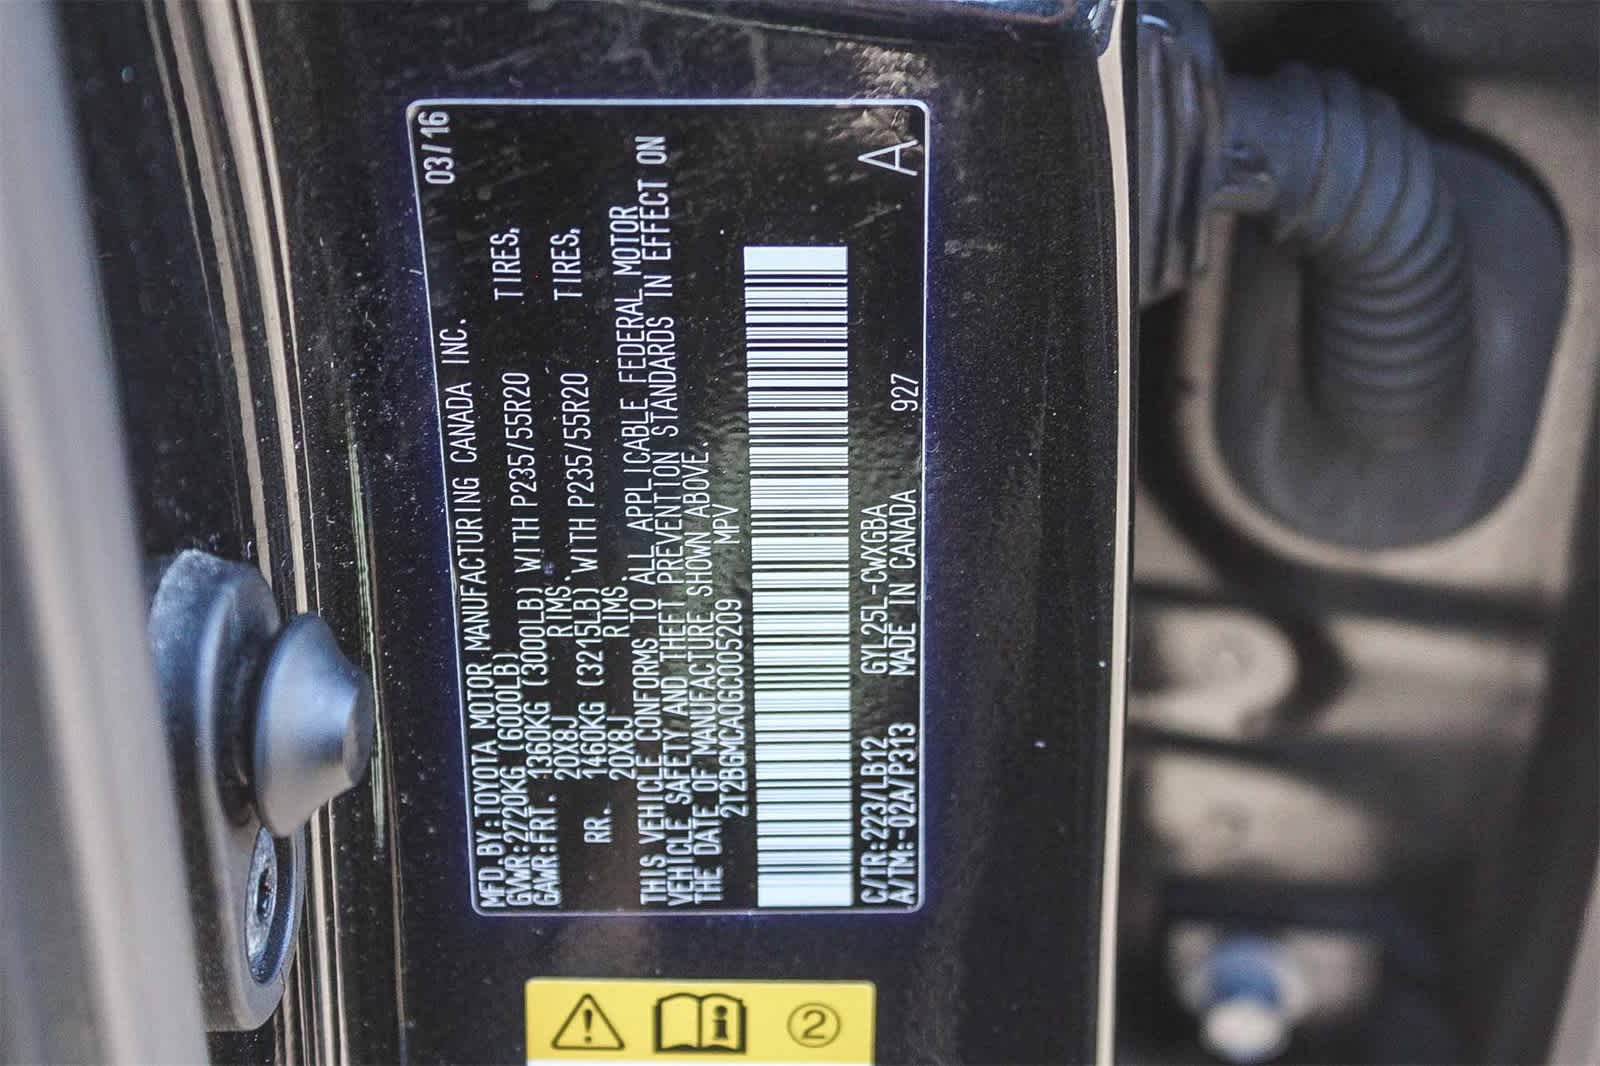 MFD.BY:TOYOTA MOTOR MANUFACTURING CANADA INC. 03/16
GVWR:2720KG (6000LB)
GAWR:FRT. 1360KG (3000LB) WITH P235/55R20 TIRES,
20X8J RIMS.
RR. 1460KG (3215LB) WITH P235/55R20 TIRES,
20X8J RIMS.
THIS VEHICLE CONFORMS TO ALL APPLICABLE FEDERAL MOTOR
VEHICLE SAFETY AND THEFT PREVENTION STANDARDS IN EFFECT ON
THE DATE OF MANUFACTURE SHOWN ABOVE.
2T2BGMCA0GC005209 MPV
C/TR:223/LB12 GYL25L-CWXGBA A
A/TM:-02A/P313 MADE IN CANADA 927
i 2